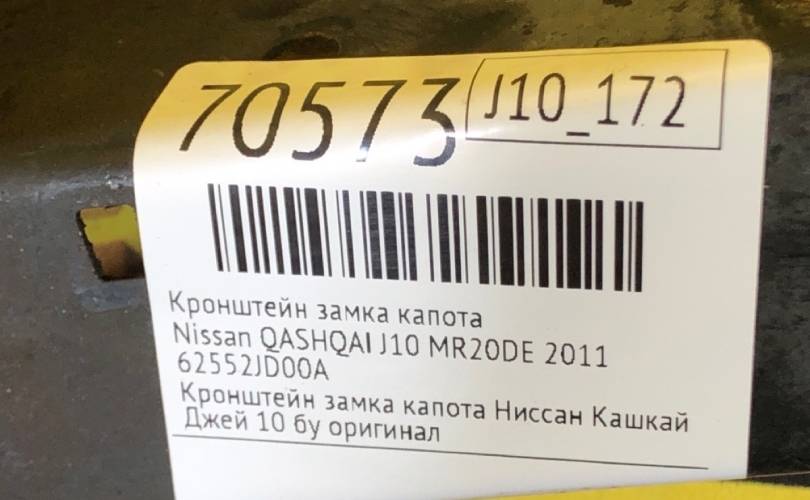 70573
J10_172
Кронштейн замка капота
Nissan QASHQAI J10 MR20DE 2011
62552JD00A
Кронштейн замка капота Ниссан Кашкай
Джей 10 бу оригинал